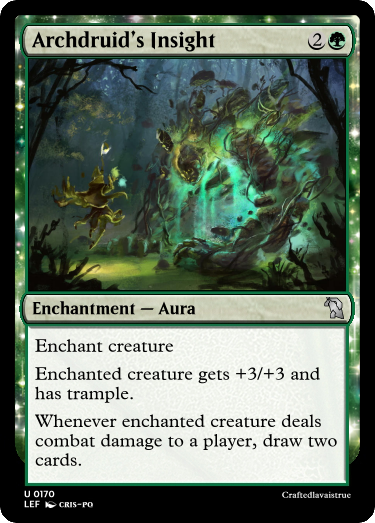 Archdruid's Insight 2
Enchantment — Aura
Enchant creature
Enchanted creature gets +3/+3 and
has trample.
Whenever enchanted creature deals
combat damage to a player, draw two
cards.
U 0170
LEF CRIS-PO
Craftedlavaistrue